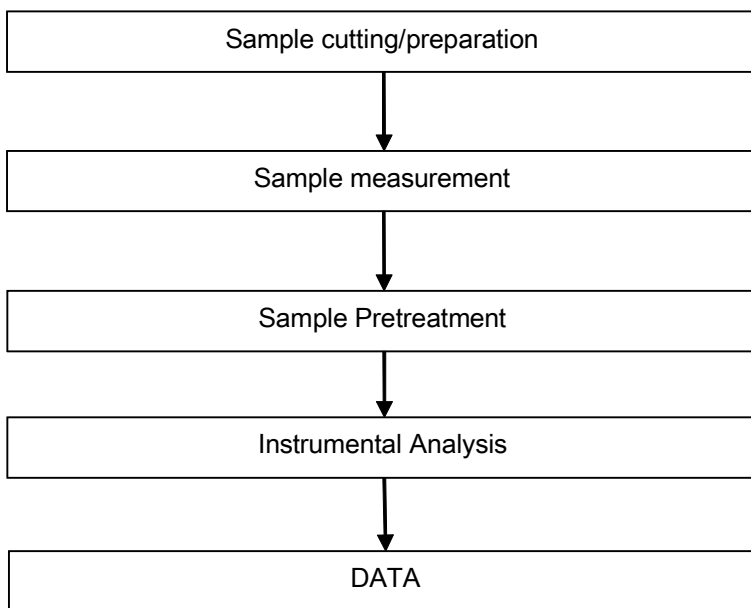 Sample cutting/preparation
Sample measurement
Sample Pretreatment
Instrumental Analysis
DATA